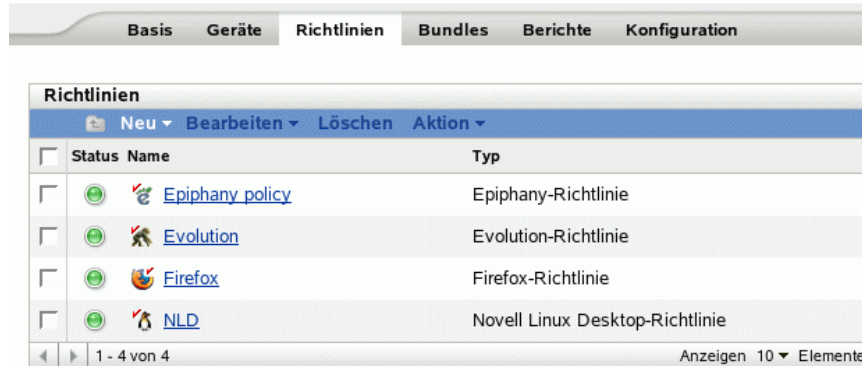 Basis Geräte Richtlinien Bundles Berichte Konfiguration
Richtlinien
Neu Bearbeiten Löschen Aktion
Status Name Typ
Epiphany policy Epiphany-Richtlinie
Evolution Evolution-Richtlinie
Firefox Firefox-Richtlinie
NLD Novell Linux Desktop-Richtlinie
1 - 4 von 4 Anzeigen 10 Elemente